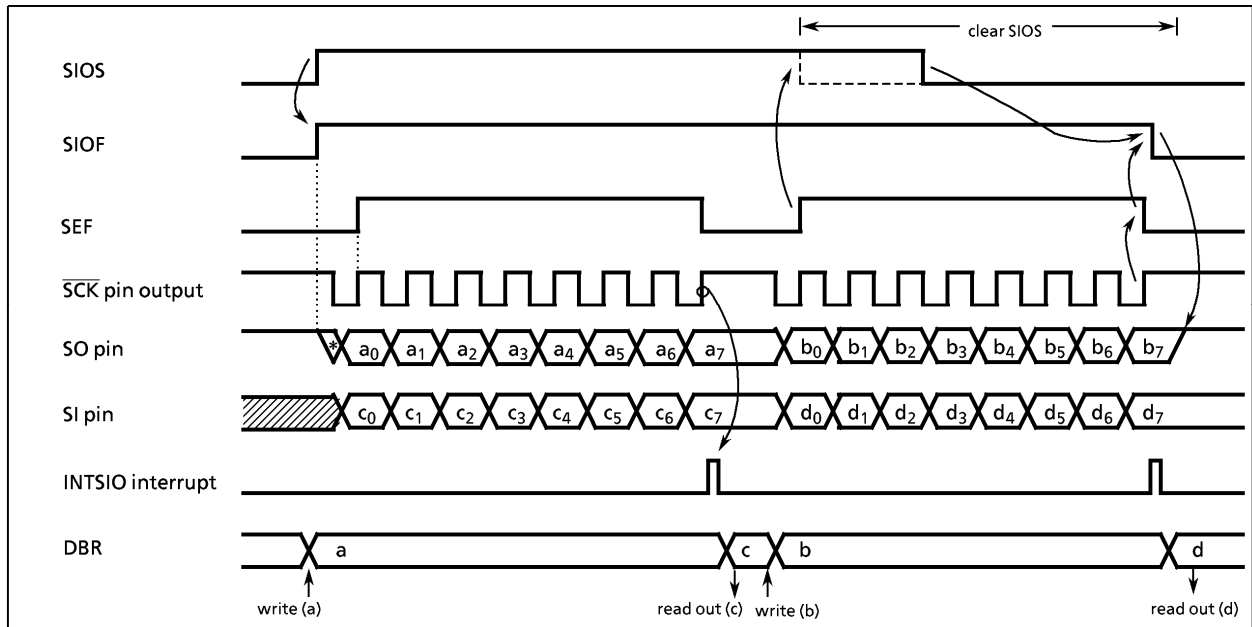 clear SIOS
SIOS
SIOF
SEF
SCK pin output
SO pin * a0 a1 a2 a3 a4 a5 a6 a7 b0 b1 b2 b3 b4 b5 b6 b7
SI pin c0 c1 c2 c3 c4 c5 c6 c7 d0 d1 d2 d3 d4 d5 d6 d7
INTSIO interrupt
DBR a c b d
write (a) read out (c) write (b) read out (d)